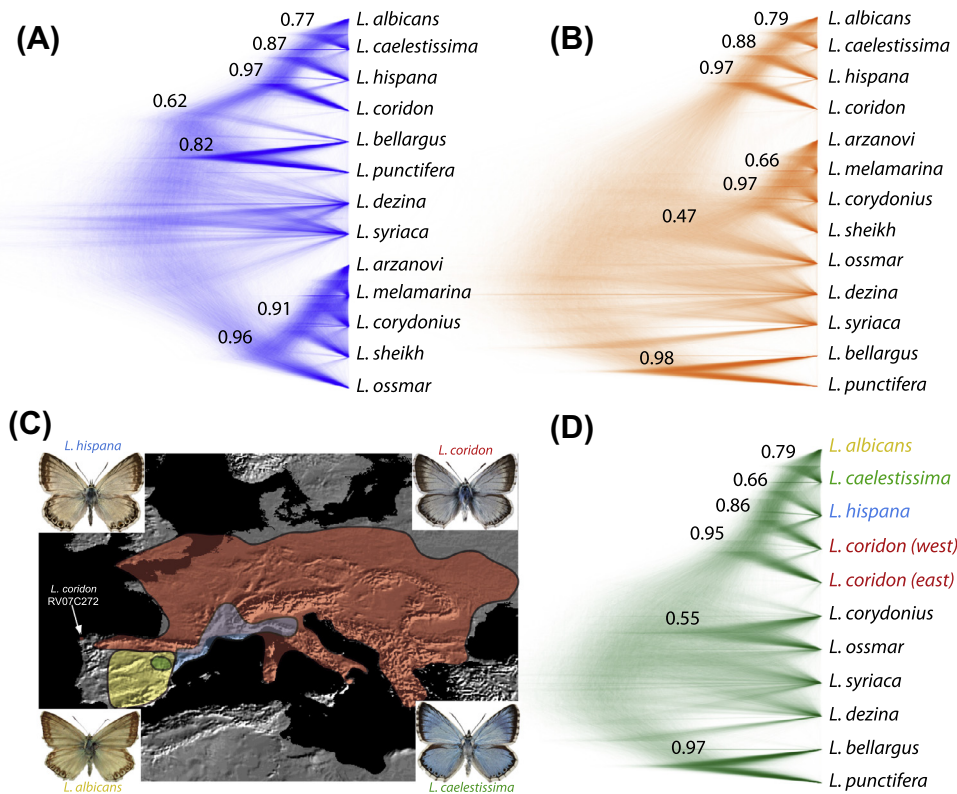 (A)
0.77
0.87
0.97
0.62
0.82
0.91
0.96
L. albicans
L. caelestissima
L. hispana
L. coridon
L. bellargus
L. punctifera
L. dezina
L. syriaca
L. arzanovi
L. melamarina
L. corydonius
L. sheikh
L. ossmar
(B)
0.79
0.88
0.97
0.66
0.97
0.47
0.98
L. albicans
L. caelestissima
L. hispana
L. coridon
L. arzanovi
L. melamarina
L. corydonius
L. sheikh
L. ossmar
L. dezina
L. syriaca
L. bellargus
L. punctifera
(C)
L. hispana
L. coridon
L. coridon
RV07C272
L. albicans
L. caelestissima
(D)
0.79
0.66
0.86
0.95
0.55
0.97
L. albicans
L. caelestissima
L. hispana
L. coridon (west)
L. coridon (east)
L. corydonius
L. ossmar
L. syriaca
L. dezina
L. bellargus
L. punctifera